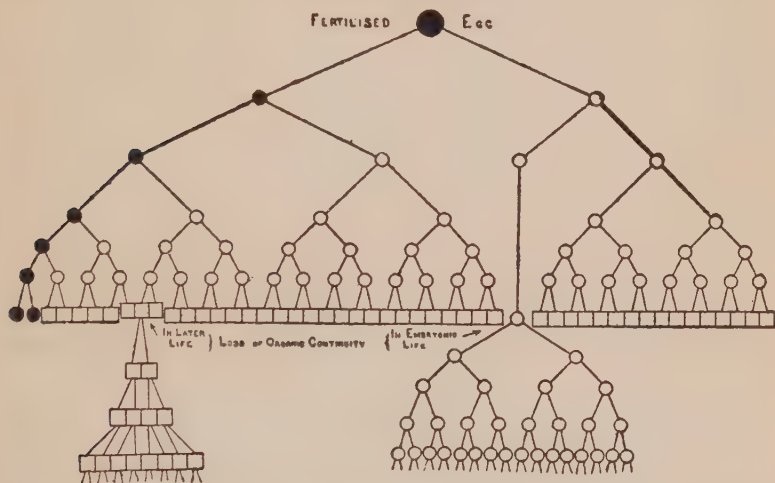 FERTILISED EGG
IN LATER LIFE } LOSS OF ORGANIC CONTINUITY { IN EMBRYONIC LIFE